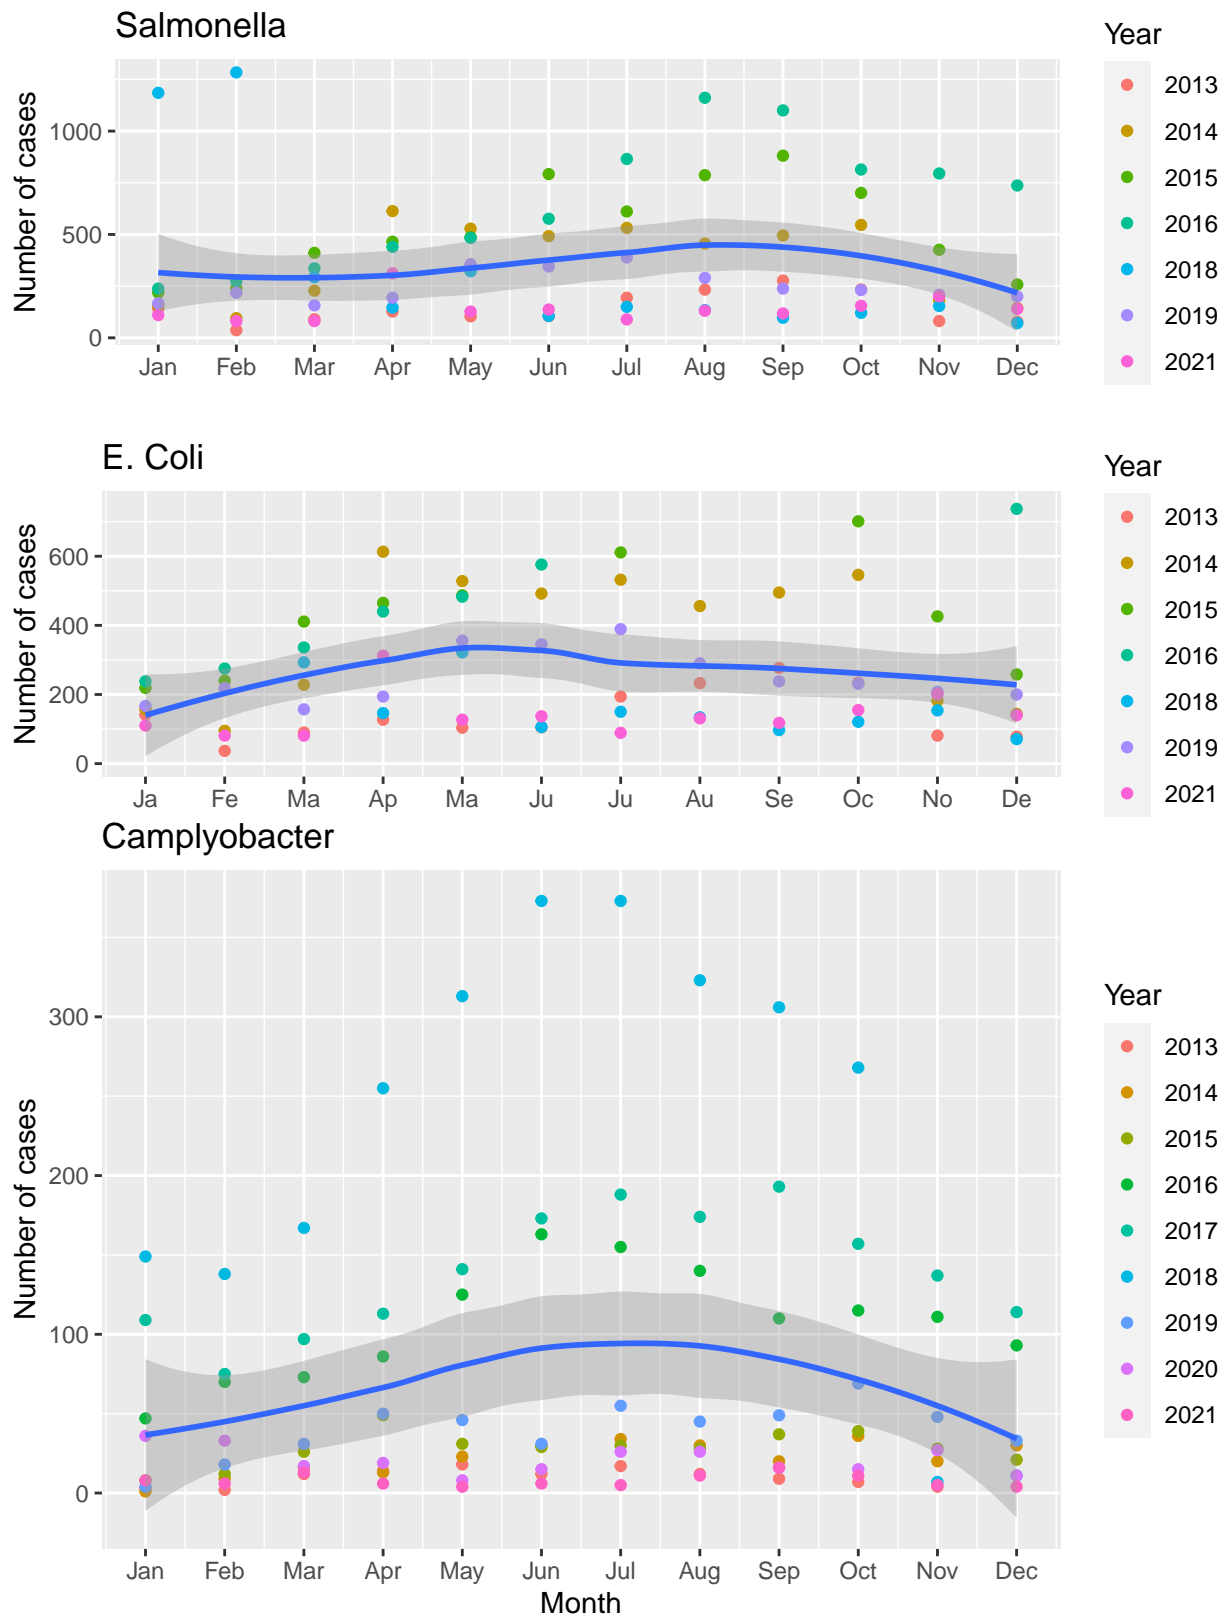 Salmonella
Number of cases
1000
500
0
Jan Feb Mar Apr May Jun Jul Aug Sep Oct Nov Dec
Year
2013
2014
2015
2016
2018
2019
2021
E. Coli
Number of cases
600
400
200
0
Ja Fe Ma Ap Ma Ju Ju Au Se Oc No De
Year
2013
2014
2015
2016
2018
2019
2021
Camplyobacter
Number of cases
300
200
100
0
Jan Feb Mar Apr May Jun Jul Aug Sep Oct Nov Dec
Month
Year
2013
2014
2015
2016
2017
2018
2019
2020
2021